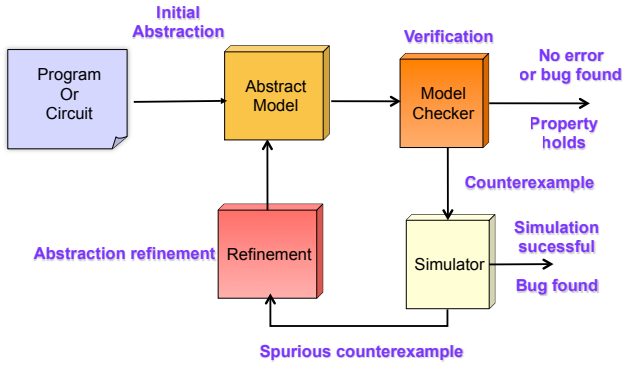 Initial
Abstraction
Program
Or
Circuit
Abstract
Model
Verification
Model
Checker
No error
or bug found
Property
holds
Counterexample
Abstraction refinement
Refinement
Simulator
Simulation
sucessful
Bug found
Spurious counterexample